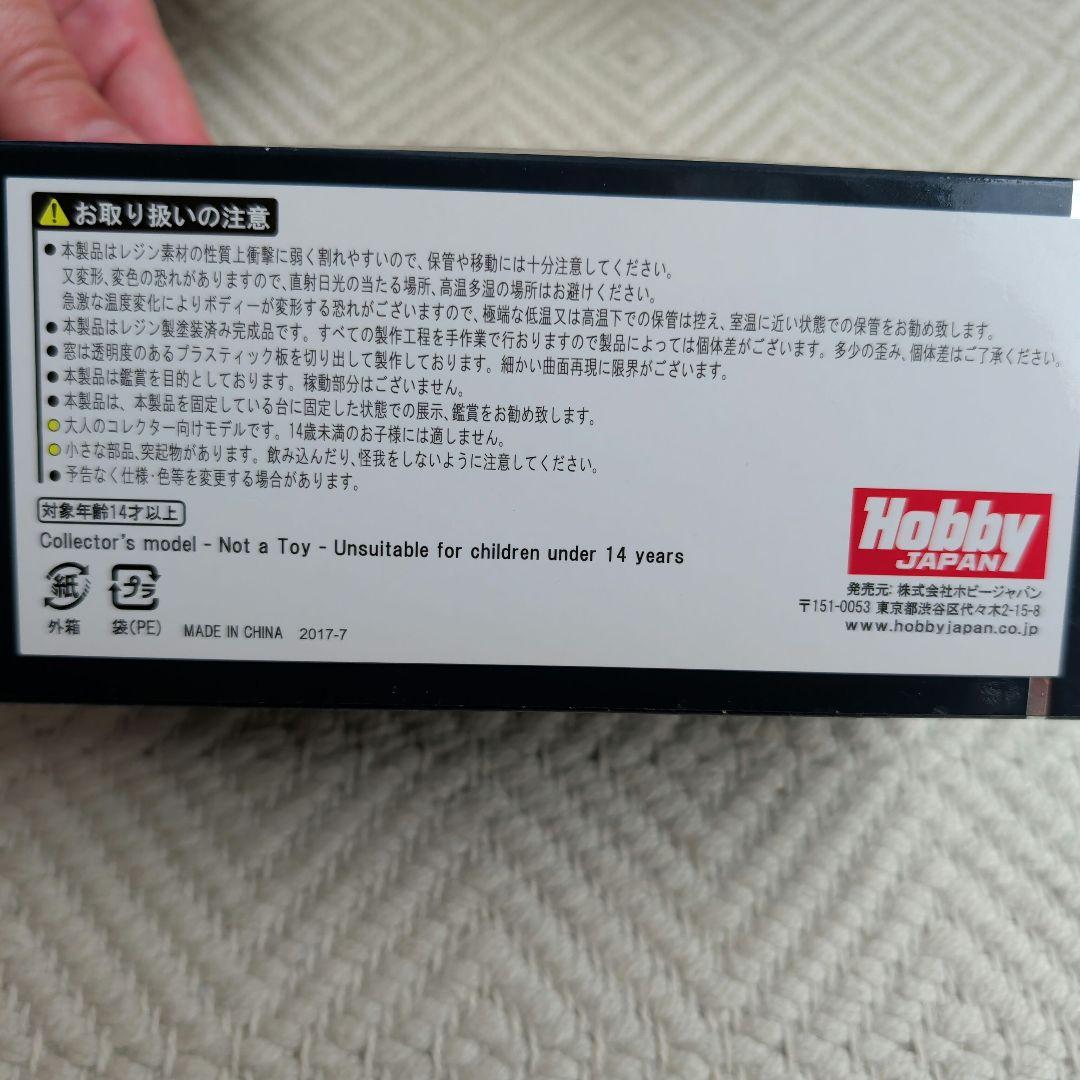 お取り扱いの注意
●本製品はレジン素材の性質上衝撃に弱く割れやすいので、保管や移動には十分注意してください。
又変形、変色の恐れがありますので、直射日光の当たる場所、高温多湿の場所はお避けください。
急激な温度変化によりボディーが変形する恐れがございますので、極端な低温又は高温下での保管は控え、室温に近い状態での保管をお勧め致します。
●本製品はレジン製塗装済み完成品です。すべての製作工程を手作業で行おりますので製品によっては個体差がございます。多少の歪み、個体差はご了承ください。
●窓は透明度のあるプラスティック板を切り出して製作しております。細かい曲面再現に限界がございます。
●本製品は鑑賞を目的としております。稼動部分はございません。
●本製品は、本製品を固定している台に固定した状態での展示、鑑賞をお勧め致します。
●大人のコレクター向けモデルです。14歳未満のお子様には適しません。
●小さな部品、突起物があります。飲み込んだり、怪我をしないように注意してください。
●予告なく仕様・色等を変更する場合があります。
対象年齢14才以上
Collector's model - Not a Toy - Unsuitable for children under 14 years
紙 プラ
外箱 袋(PE) MADE IN CHINA 2017-7
Hobby
JAPAN
発売元: 株式会社ホビージャパン
〒151-0053 東京都渋谷区代々木2-15-8
www.hobbyjapan.co.jp